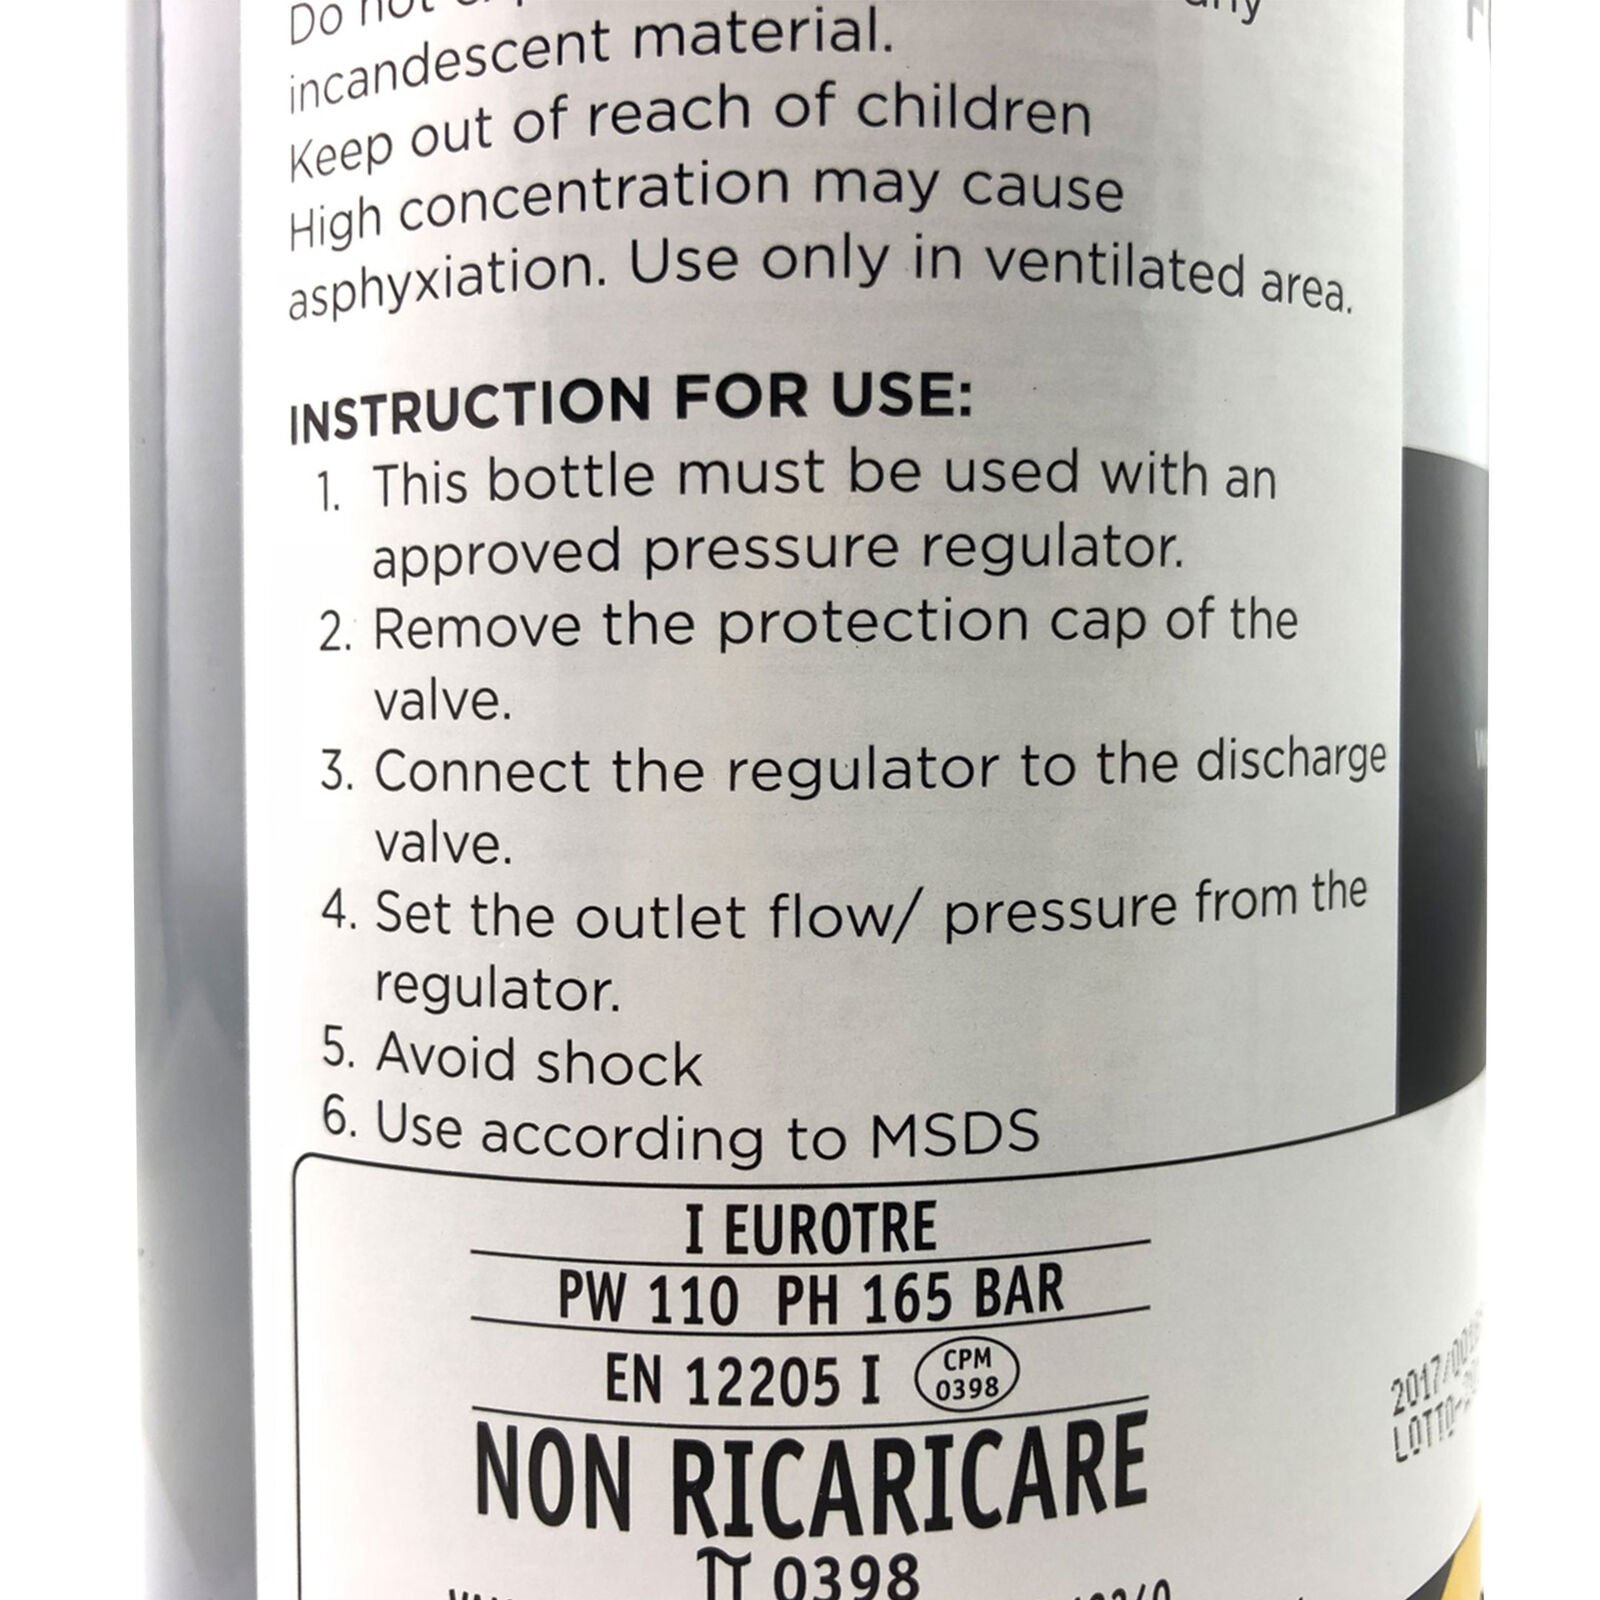 Do not
incandescent material.
Keep out of reach of children
High concentration may cause
asphyxiation. Use only in ventilated area.
INSTRUCTION FOR USE:
1. This bottle must be used with an
approved pressure regulator.
2. Remove the protection cap of the
valve.
3. Connect the regulator to the discharge
valve.
4. Set the outlet flow/ pressure from the
regulator.
5. Avoid shock
6. Use according to MSDS
I EUROTRE
PW 110 PH 165 BAR
EN 12205 I CPM
0398
NON RICARICARE
π 0398